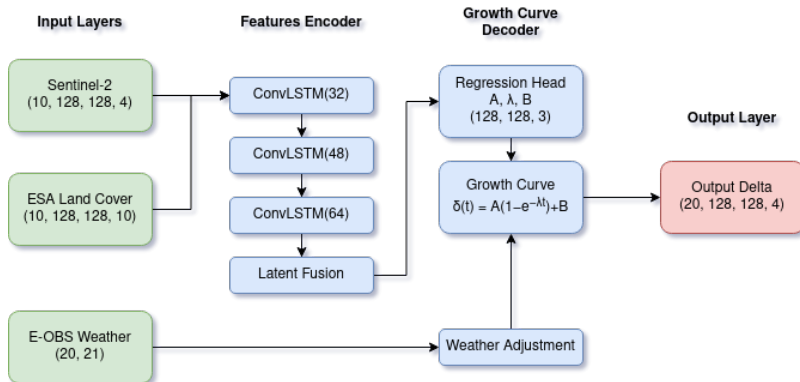 Input Layers
Features Encoder
Growth Curve
Decoder
Output Layer
Sentinel-2
(10, 128, 128, 4)
ESA Land Cover
(10, 128, 128, 10)
E-OBS Weather
(20, 21)
ConvLSTM(32)
ConvLSTM(48)
ConvLSTM(64)
Latent Fusion
Regression Head
A, λ, B
(128, 128, 3)
Growth Curve
δ(t) = A(1−e⁻λᵗ)+B
Weather Adjustment
Output Delta
(20, 128, 128, 4)